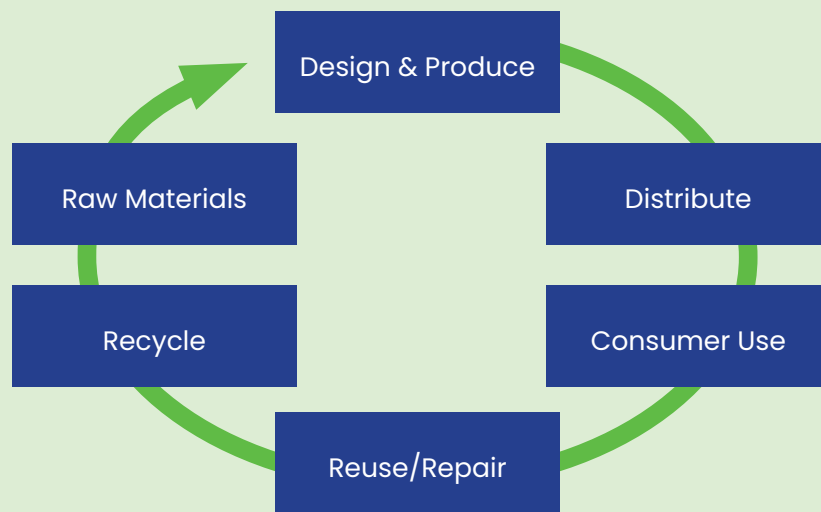 Design & Produce
Raw Materials
Distribute
Recycle
Consumer Use
Reuse/Repair